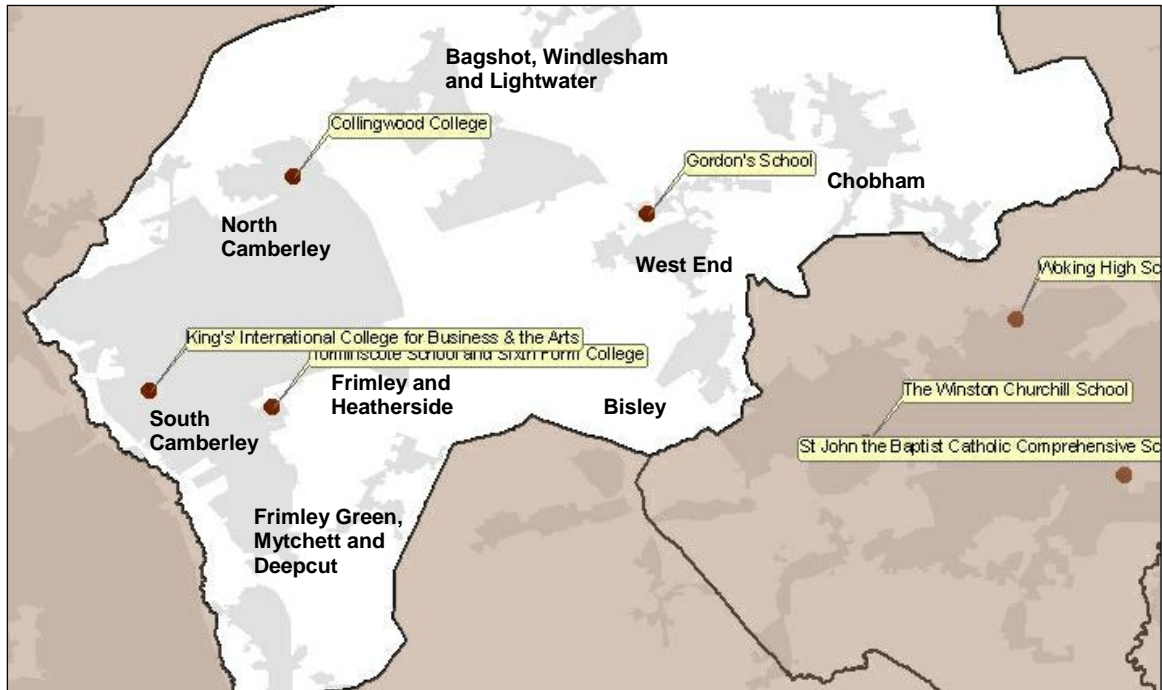 Bagshot, Windlesham
and Lightwater
Collingwood College
Gordon's School
Chobham
North
Camberley
West End
Woking High Sc
King's' International College for Business & the Arts
School and Sixth Form College
Frimley and
Heatherside
The Winston Churchill School
Bisley
South
Camberley
St John the Baptist Catholic Comprehensive Sc
Frimley Green,
Mytchett and
Deepcut